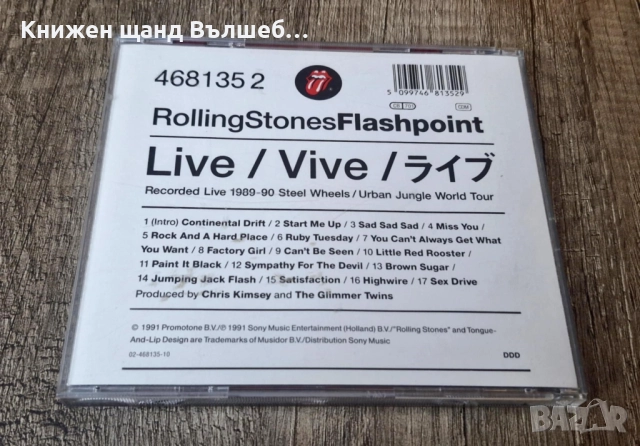 Книжен щанд Вълшеб...
468135 2
5 099746 813529
RollingStonesFlashpoint
Live / Vive / ライブ
Recorded Live 1989-90 Steel Wheels / Urban Jungle World Tour
1 (Intro) Continental Drift / 2 Start Me Up / 3 Sad Sad Sad / 4 Miss You /
5 Rock And A Hard Place / 6 Ruby Tuesday / 7 You Can't Always Get What
You Want / 8 Factory Girl / 9 Can't Be Seen / 10 Little Red Rooster /
11 Paint It Black / 12 Sympathy For The Devil / 13 Brown Sugar /
14 Jumping Jack Flash / 15 Satisfaction / 16 Highwire / 17 Sex Drive
Produced by Chris Kimsey and The Glimmer Twins
© 1991 Promotone B.V./℗ 1991 Sony Music Entertainment (Holland) B.V./"Rolling Stones" and Tongue-
And-Lip Design are Trademarks of Musidor B.V./Distribution Sony Music
02-468135-10 DDD
bazar